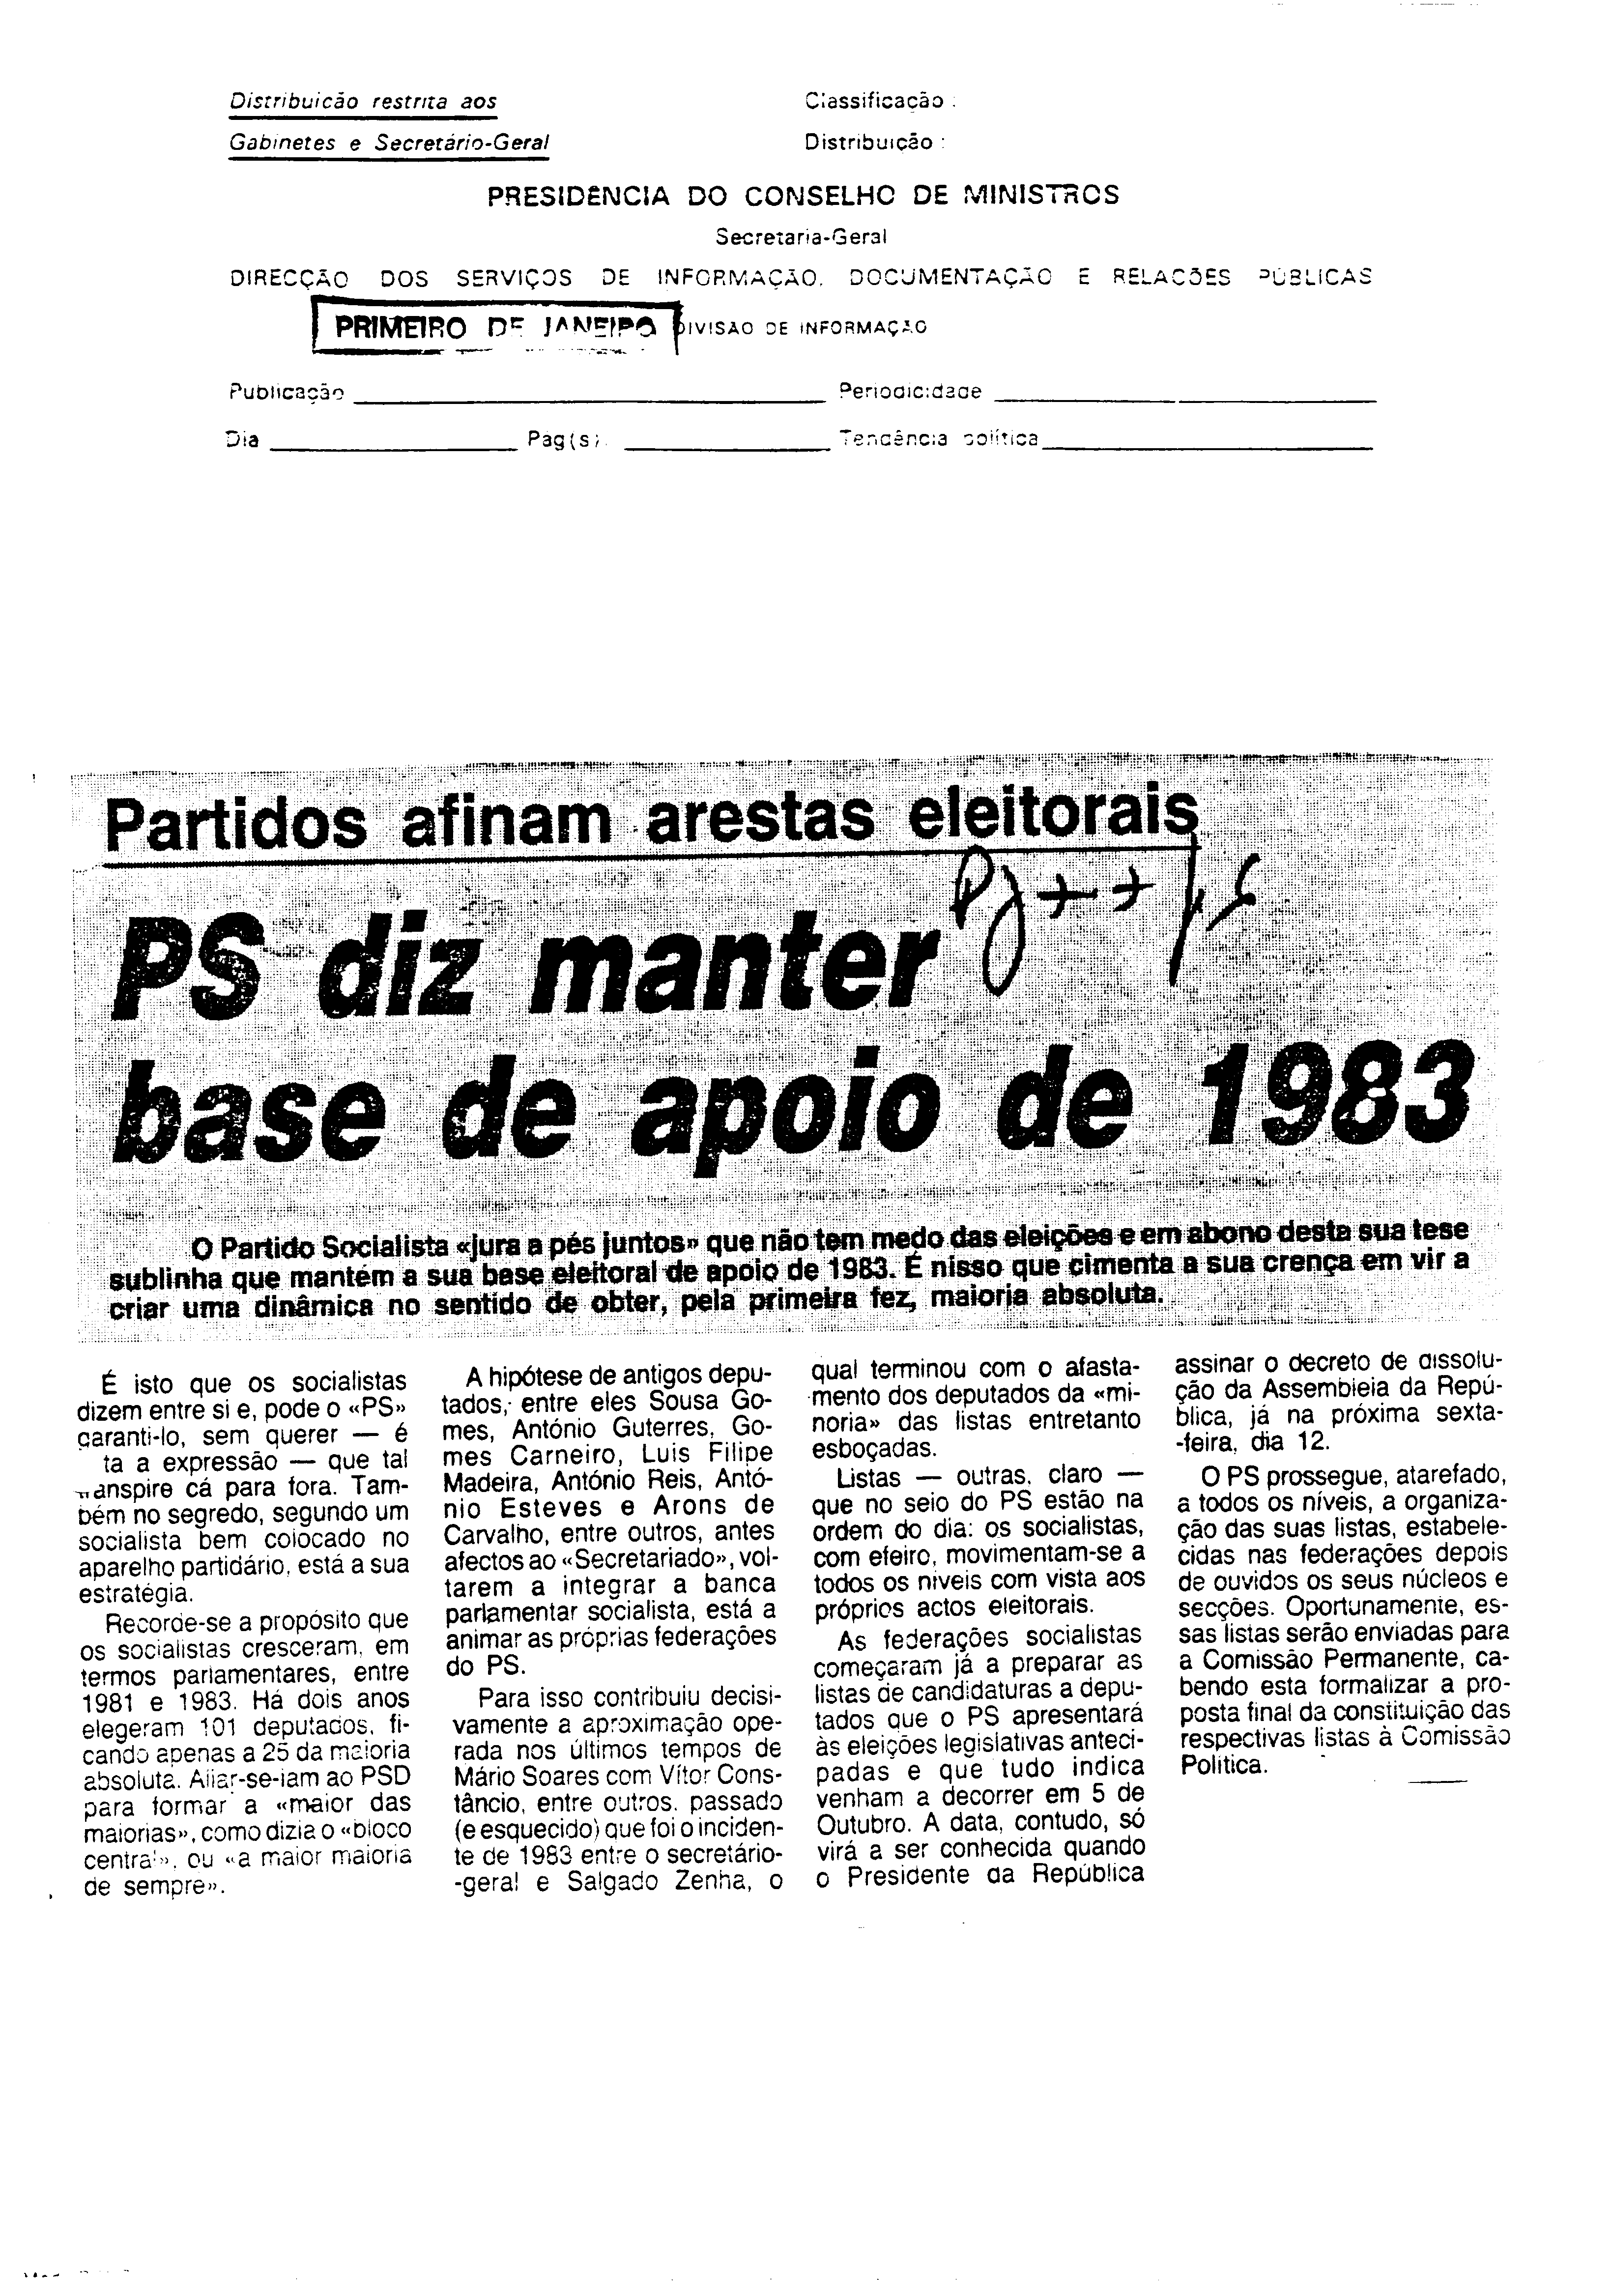 Distribuicão restrita aos
Gabinetes e Secretário-Geral
Classificação :
Distribuição :
PRESIDÊNCIA DO CONSELHO DE MINISTROS
Secretaria-Geral
DIRECÇÃO DOS SERVIÇOS DE INFORMAÇÃO, DOCUMENTAÇÃO E RELAÇÕES PÚBLICAS
PRIMEIRO DE JANEIRO
DIVISÃO DE INFORMAÇÃO
Publicação
Periodicidade
Dia
Pág(s).
Tendência política
Partidos afinam arestas eleitorais
PS diz manter
base de apoio de 1983
O Partido Socialista «jura a pés juntos» que não tem medo das eleições e em abono desta sua tese
sublinha que mantém a sua base eleitoral de apoio de 1983. É nisso que cimenta a sua crença em vir a
criar uma dinâmica no sentido de obter, pela primeira fez, maioria absoluta.
É isto que os socialistas
dizem entre si e, pode o «PS»
garanti-lo, sem querer — é
ta a expressão — que tal
transpire cá para fora. Tam-
bém no segredo, segundo um
socialista bem colocado no
aparelho partidário, está a sua
estratégia.
Recorde-se a propósito que
os socialistas cresceram, em
termos parlamentares, entre
1981 e 1983. Há dois anos
elegeram 101 deputados, fi-
cando apenas a 25 da maioria
absoluta. Aliar-se-iam ao PSD
para formar a «maior das
maiorias», como dizia o «bloco
central», ou «a maior maioria
de sempre».
A hipótese de antigos depu-
tados, entre eles Sousa Go-
mes, António Guterres, Go-
mes Carneiro, Luis Filipe
Madeira, António Reis, Antó-
nio Esteves e Arons de
Carvalho, entre outros, antes
afectos ao «Secretariado», vol-
tarem a integrar a banca
parlamentar socialista, está a
animar as próprias federações
do PS.
Para isso contribuiu decisi-
vamente a aproximação ope-
rada nos últimos tempos de
Mário Soares com Vítor Cons-
tâncio, entre outros, passado
(e esquecido) que foi o inciden-
te de 1983 entre o secretário-
-geral e Salgado Zenha, o
qual terminou com o afasta-
mento dos deputados da «mi-
noria» das listas entretanto
esboçadas.
Listas — outras, claro —
que no seio do PS estão na
ordem do dia: os socialistas,
com efeiro, movimentam-se a
todos os níveis com vista aos
próprios actos eleitorais.
As federações socialistas
começaram já a preparar as
listas de candidaturas a depu-
tados que o PS apresentará
às eleições legislativas anteci-
padas e que tudo indica
venham a decorrer em 5 de
Outubro. A data, contudo, só
virá a ser conhecida quando
o Presidente da República
assinar o decreto de dissolu-
ção da Assembleia da Repú-
blica, já na próxima sexta-
-feira, dia 12.
O PS prossegue, atarefado,
a todos os níveis, a organiza-
ção das suas listas, estabele-
cidas nas federações depois
de ouvidos os seus núcleos e
secções. Oportunamente, es-
sas listas serão enviadas para
a Comissão Permanente, ca-
bendo esta formalizar a pro-
posta final da constituição das
respectivas listas à Comissão
Política.